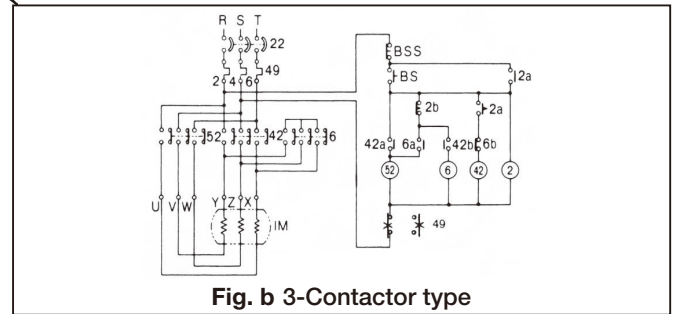 R S T
22
49
2 4 6
BSS
BS
2a
2b
2a
52
42
6
42a
6a
42b
6b
52
6
42
2
U V W
Y Z X
IM
49
Fig. b 3-Contactor type